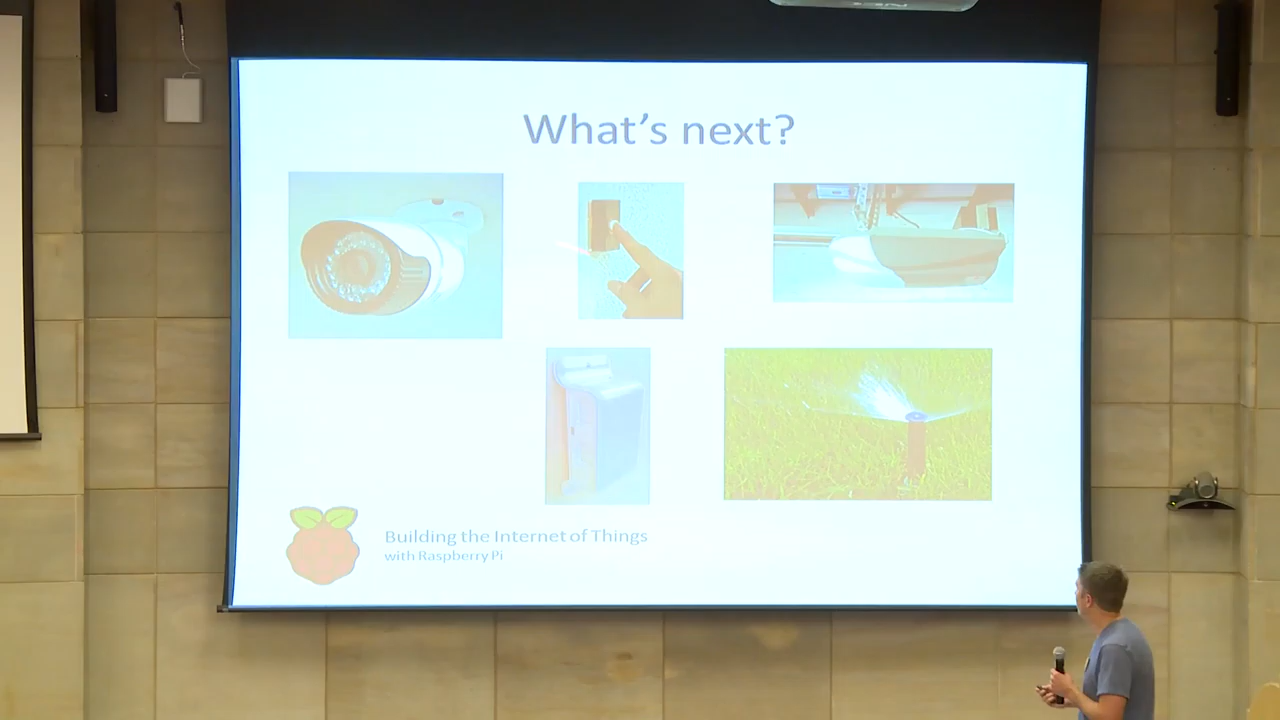 What's next?
Building the Internet of Things
with Raspberry Pi